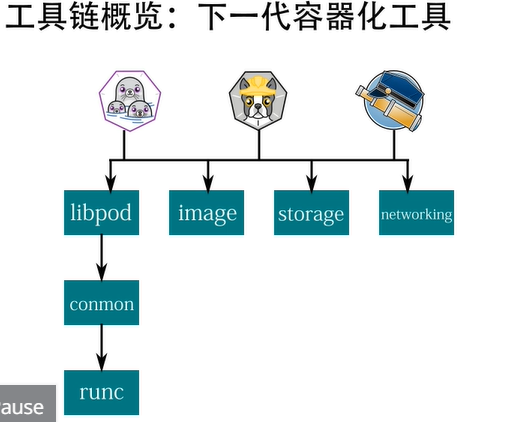 工具链概览：下一代容器化工具
libpod
image
storage
networking
conmon
runc